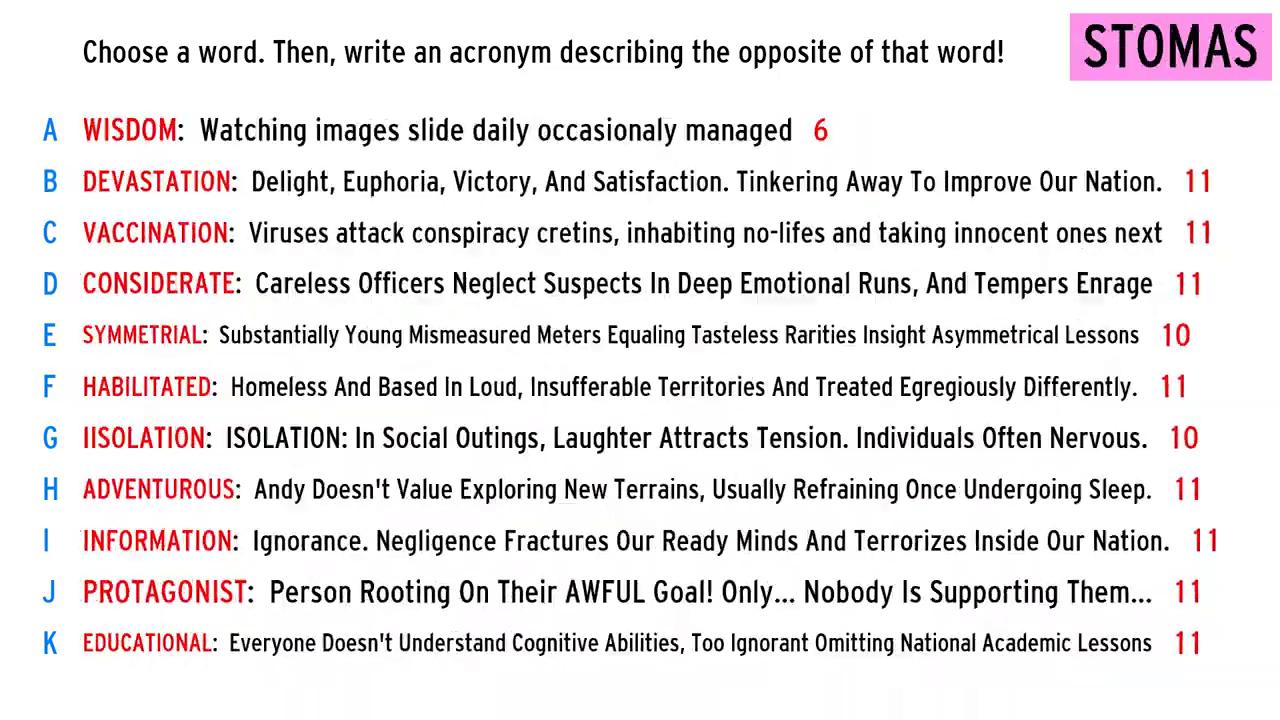 Choose a word. Then, write an acronym describing the opposite of that word!
STOMAS
A WISDOM: Watching images slide daily occasionaly managed 6
B DEVASTATION: Delight, Euphoria, Victory, And Satisfaction. Tinkering Away To Improve Our Nation. 11
C VACCINATION: Viruses attack conspiracy cretins, inhabiting no-lifes and taking innocent ones next 11
D CONSIDERATE: Careless Officers Neglect Suspects In Deep Emotional Runs, And Tempers Enrage 11
E SYMMETRIAL: Substantially Young Mismeasured Meters Equaling Tasteless Rarities Insight Asymmetrical Lessons 10
F HABILITATED: Homeless And Based In Loud, Insufferable Territories And Treated Egregiously Differently. 11
G IISOLATION: ISOLATION: In Social Outings, Laughter Attracts Tension. Individuals Often Nervous. 10
H ADVENTUROUS: Andy Doesn't Value Exploring New Terrains, Usually Refraining Once Undergoing Sleep. 11
I INFORMATION: Ignorance. Negligence Fractures Our Ready Minds And Terrorizes Inside Our Nation. 11
J PROTAGONIST: Person Rooting On Their AWFUL Goal! Only... Nobody Is Supporting Them... 11
K EDUCATIONAL: Everyone Doesn't Understand Cognitive Abilities, Too Ignorant Omitting National Academic Lessons 11